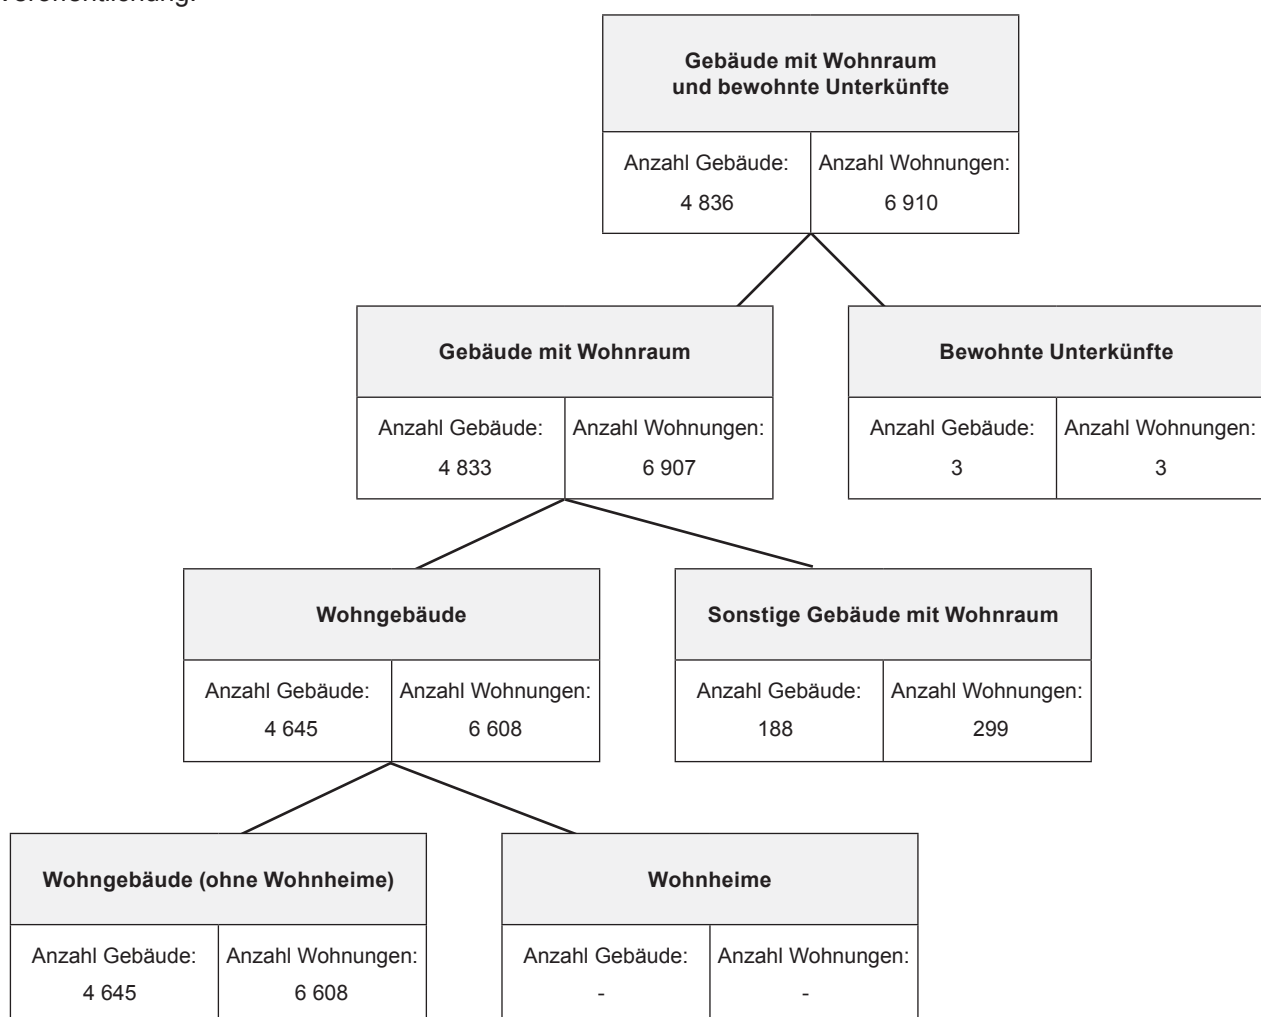 Veröffentlichung.
Gebäude mit Wohnraum
und bewohnte Unterkünfte
Anzahl Gebäude: Anzahl Wohnungen:
4 836 6 910
Gebäude mit Wohnraum Bewohnte Unterkünfte
Anzahl Gebäude: Anzahl Wohnungen: Anzahl Gebäude: Anzahl Wohnungen:
4 833 6 907 3 3
Wohngebäude Sonstige Gebäude mit Wohnraum
Anzahl Gebäude: Anzahl Wohnungen: Anzahl Gebäude: Anzahl Wohnungen:
4 645 6 608 188 299
Wohngebäude (ohne Wohnheime) Wohnheime
Anzahl Gebäude: Anzahl Wohnungen: Anzahl Gebäude: Anzahl Wohnungen:
4 645 6 608 - -